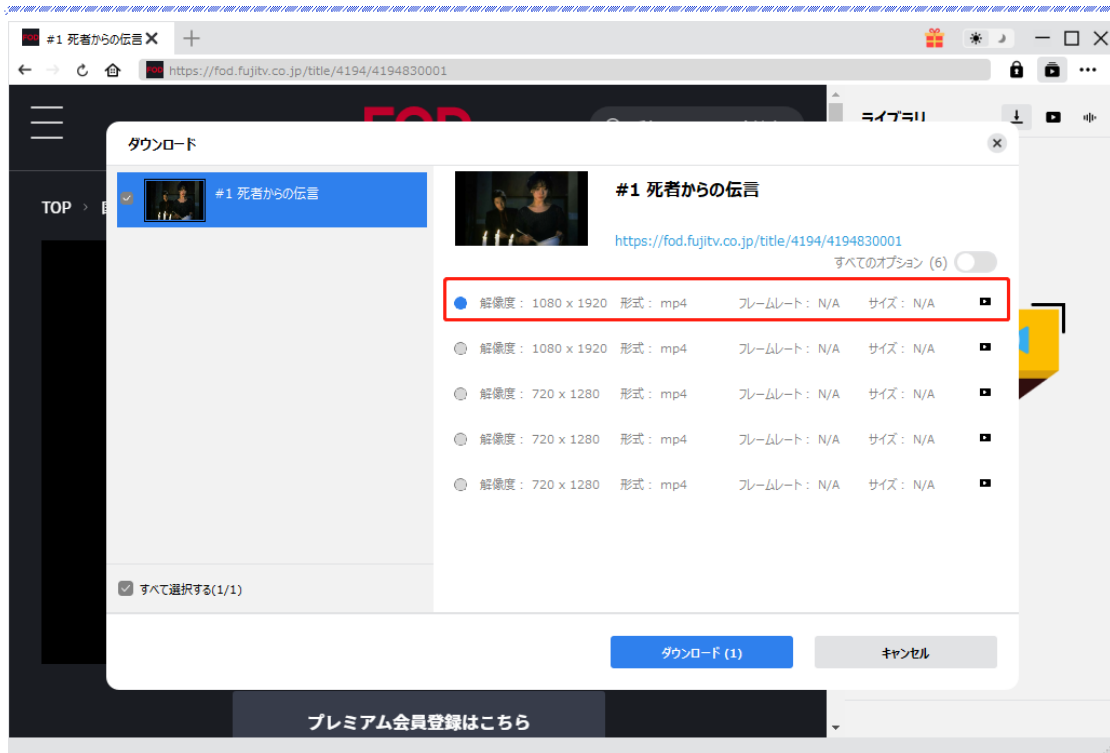 #1 死者からの伝言
https://fod.fujitv.co.jp/title/4194/4194830001
FOD
ライブラリ
ダウンロード
TOP
#1 死者からの伝言
#1 死者からの伝言
https://fod.fujitv.co.jp/title/4194/4194830001
すべてのオプション (6)
解像度： 1080 x 1920 形式： mp4 フレームレート： N/A サイズ： N/A
解像度： 1080 x 1920 形式： mp4 フレームレート： N/A サイズ： N/A
解像度： 720 x 1280 形式： mp4 フレームレート： N/A サイズ： N/A
解像度： 720 x 1280 形式： mp4 フレームレート： N/A サイズ： N/A
解像度： 720 x 1280 形式： mp4 フレームレート： N/A サイズ： N/A
すべて選択する(1/1)
ダウンロード (1) キャンセル
プレミアム会員登録はこちら